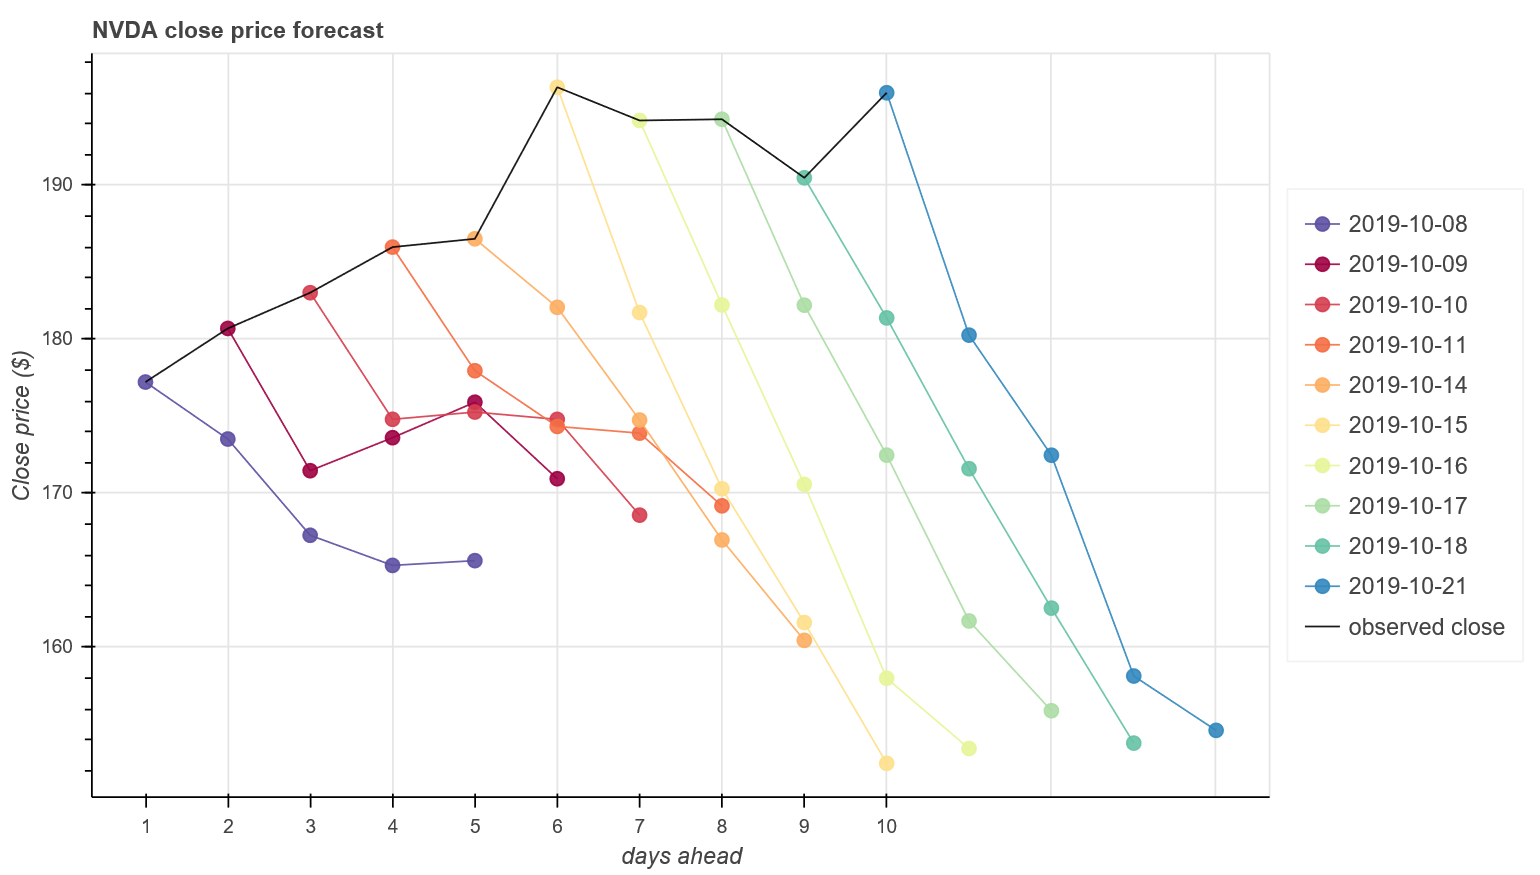 NVDA close price forecast
Close price ($)
190
180
170
160
1 2 3 4 5 6 7 8 9 10
days ahead
2019-10-08
2019-10-09
2019-10-10
2019-10-11
2019-10-14
2019-10-15
2019-10-16
2019-10-17
2019-10-18
2019-10-21
observed close